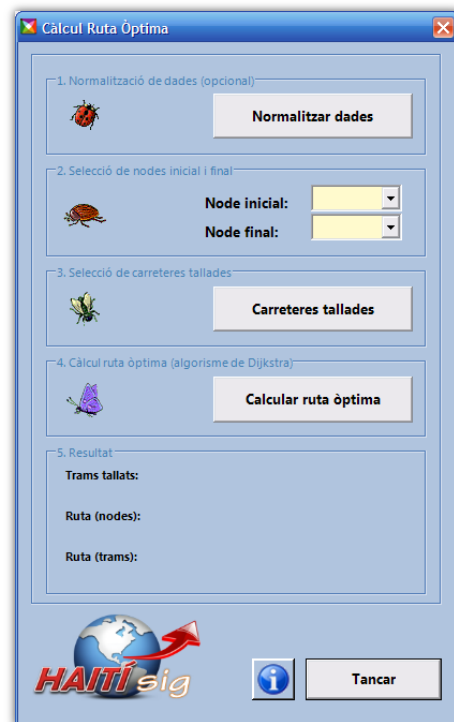 Càlcul Ruta Òptima
1. Normalització de dades (opcional)
Normalitzar dades
2. Selecció de nodes inicial i final
Node inicial:
Node final:
3. Selecció de carreteres tallades
Carreteres tallades
4. Càlcul ruta òptima (algorisme de Dijkstra)
Calcular ruta òptima
5. Resultat
Trams tallats:
Ruta (nodes):
Ruta (trams):
HAITÍ sig
i
Tancar